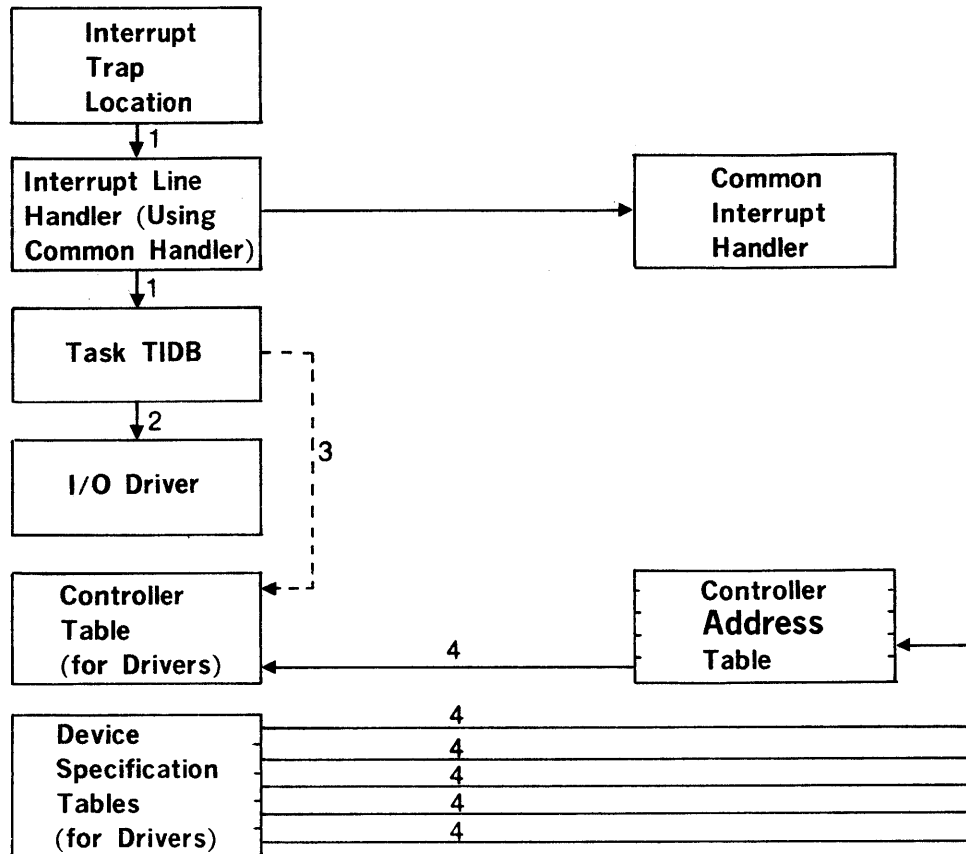 Interrupt
Trap
Location
1
Interrupt Line
Handler (Using
Common Handler)
Common
Interrupt
Handler
1
Task TIDB
2
3
I/O Driver
Controller
Table
(for Drivers)
4
Controller
Address
Table
Device
Specification
Tables
(for Drivers)
4
4
4
4
4